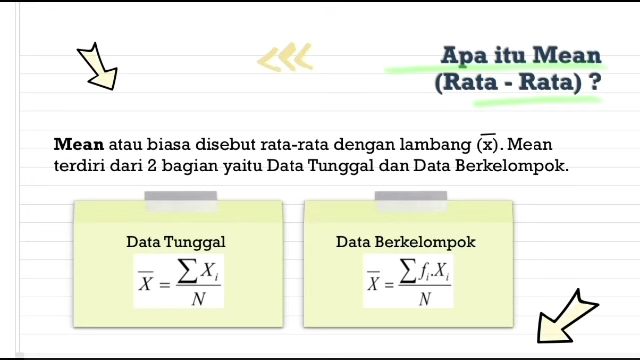 Apa itu Mean
(Rata - Rata) ?
Mean atau biasa disebut rata-rata dengan lambang (x̅). Mean
terdiri dari 2 bagian yaitu Data Tunggal dan Data Berkelompok.
Data Tunggal
X̅ = ∑ Xᵢ / N
Data Berkelompok
X̅ = ∑ fᵢ.Xᵢ / N